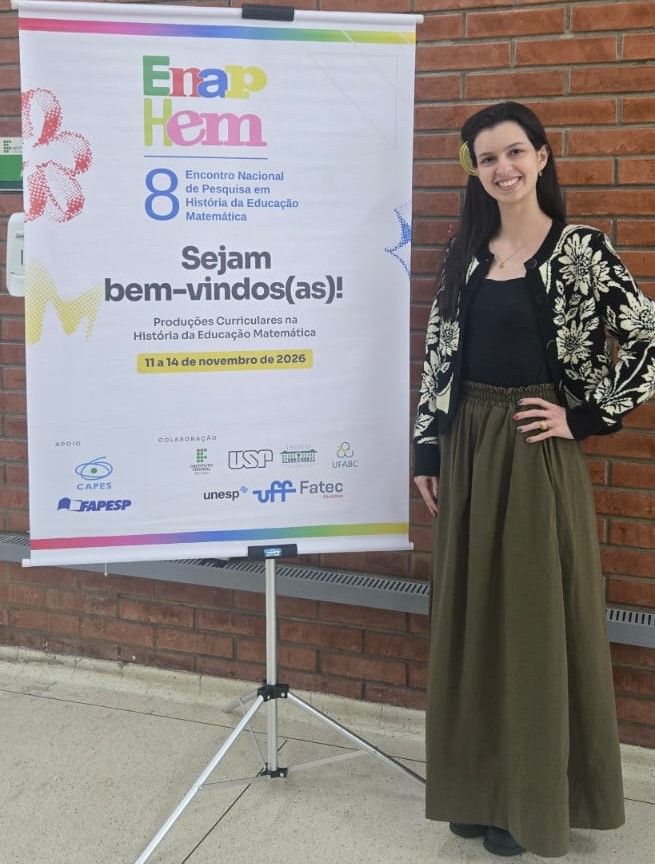 Enap
Hem
8 Encontro Nacional
de Pesquisa em
História da Educação
Matemática
Sejam
bem-vindos(as)!
Produções Curriculares na
História da Educação Matemática
11 a 14 de novembro de 2026
APOIO
COLABORAÇÃO
CAPES
FAPESP
INSTITUTO
FEDERAL
USP
UFABC
unesp
uff
Fatec